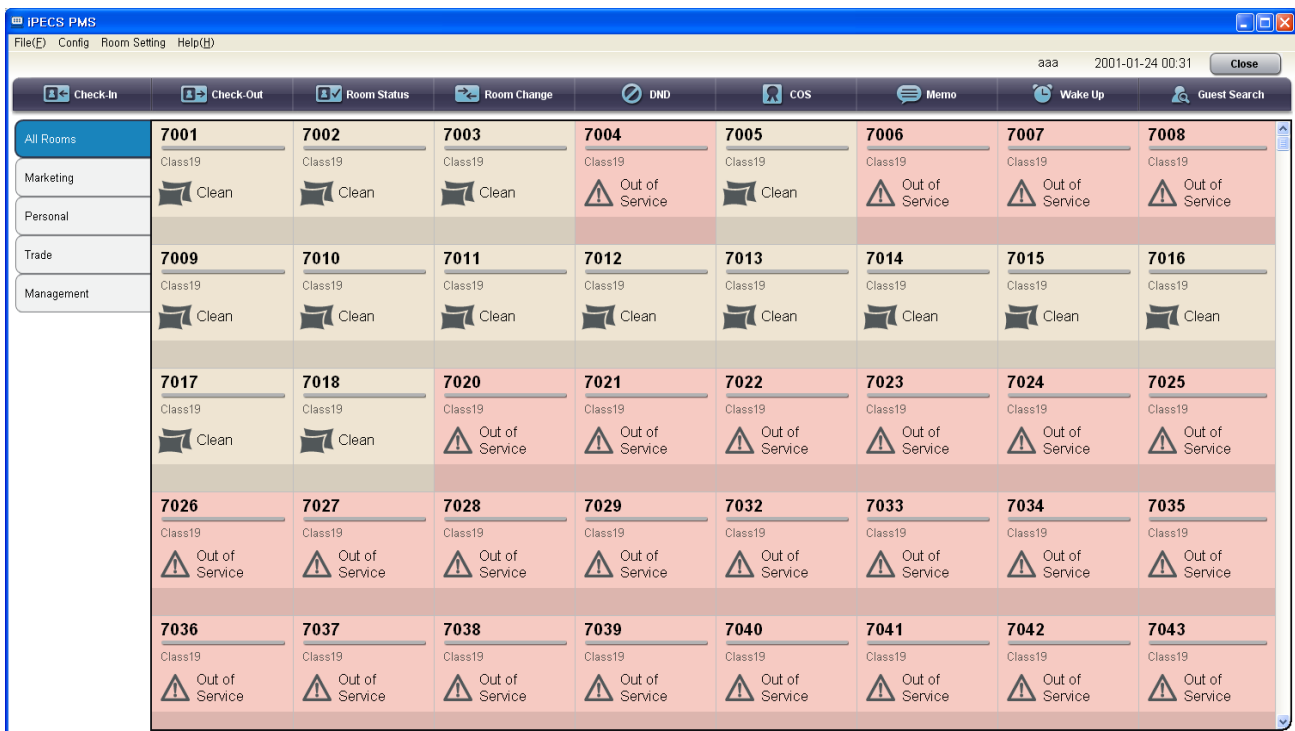 iPECS PMS
File(F) Config Room Setting Help(H)
aaa 2001-01-24 00:31 Close
Check-In Check-Out Room Status Room Change DND COS Memo Wake Up Guest Search
All Rooms
Marketing
Personal
Trade
Management
7001 7002 7003 7004 7005 7006 7007 7008
Class19 Class19 Class19 Class19 Class19 Class19 Class19 Class19
Clean Clean Clean Out of Service Clean Out of Service Out of Service Out of Service
7009 7010 7011 7012 7013 7014 7015 7016
Class19 Class19 Class19 Class19 Class19 Class19 Class19 Class19
Clean Clean Clean Clean Clean Clean Clean Clean
7017 7018 7020 7021 7022 7023 7024 7025
Class19 Class19 Class19 Class19 Class19 Class19 Class19 Class19
Clean Clean Out of Service Out of Service Out of Service Out of Service Out of Service Out of Service
7026 7027 7028 7029 7032 7033 7034 7035
Class19 Class19 Class19 Class19 Class19 Class19 Class19 Class19
Out of Service Out of Service Out of Service Out of Service Out of Service Out of Service Out of Service Out of Service
7036 7037 7038 7039 7040 7041 7042 7043
Class19 Class19 Class19 Class19 Class19 Class19 Class19 Class19
Out of Service Out of Service Out of Service Out of Service Out of Service Out of Service Out of Service Out of Service